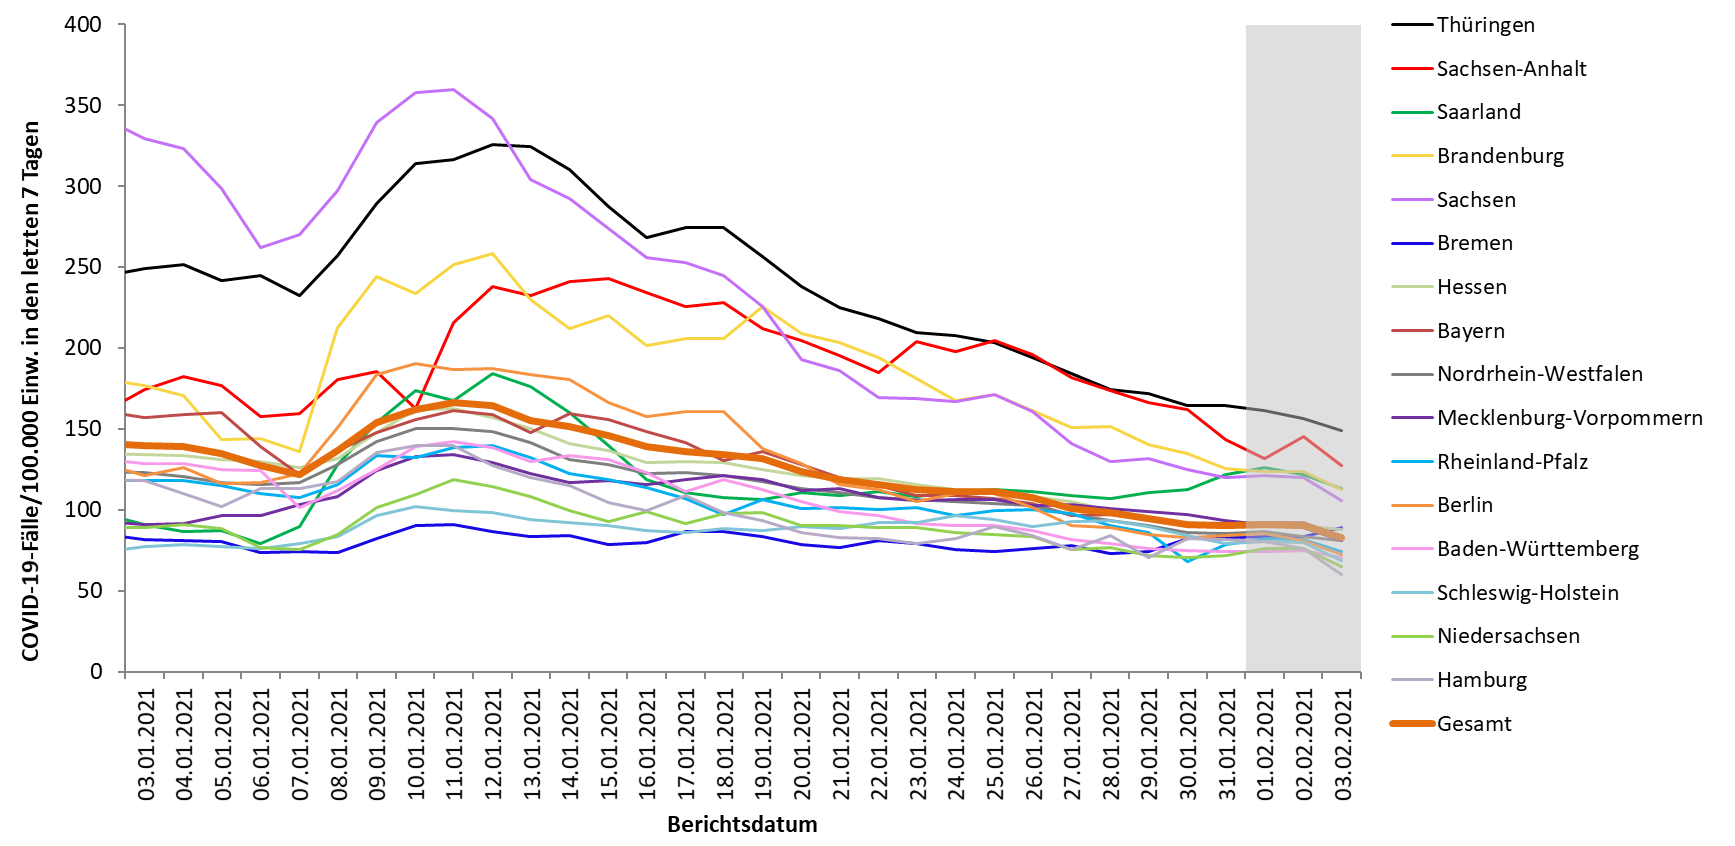 COVID-19-Fälle/100.000 Einw. in den letzten 7 Tagen
400
350
300
250
200
150
100
50
0
03.01.2021
04.01.2021
05.01.2021
06.01.2021
07.01.2021
08.01.2021
09.01.2021
10.01.2021
11.01.2021
12.01.2021
13.01.2021
14.01.2021
15.01.2021
16.01.2021
17.01.2021
18.01.2021
19.01.2021
20.01.2021
21.01.2021
22.01.2021
23.01.2021
24.01.2021
25.01.2021
26.01.2021
27.01.2021
28.01.2021
29.01.2021
30.01.2021
31.01.2021
01.02.2021
02.02.2021
03.02.2021
Berichtsdatum
Thüringen
Sachsen-Anhalt
Saarland
Brandenburg
Sachsen
Bremen
Hessen
Bayern
Nordrhein-Westfalen
Mecklenburg-Vorpommern
Rheinland-Pfalz
Berlin
Baden-Württemberg
Schleswig-Holstein
Niedersachsen
Hamburg
Gesamt